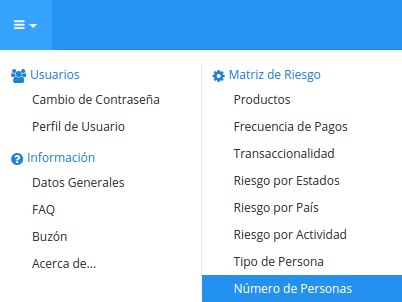 Usuarios
Cambio de Contraseña
Perfil de Usuario
Información
Datos Generales
FAQ
Buzón
Acerca de...
Matriz de Riesgo
Productos
Frecuencia de Pagos
Transaccionalidad
Riesgo por Estados
Riesgo por País
Riesgo por Actividad
Tipo de Persona
Número de Personas